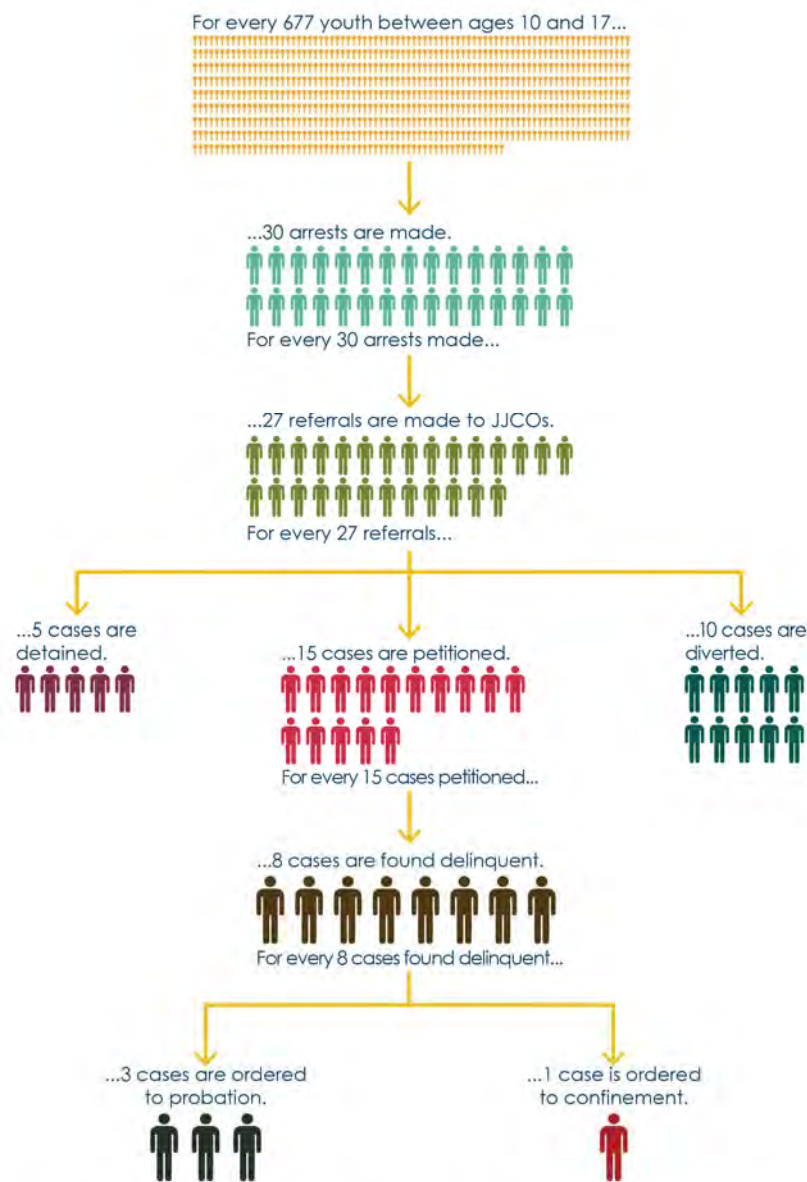 For every 677 youth between ages 10 and 17...
...30 arrests are made.
For every 30 arrests made...
...27 referrals are made to JJCOs.
For every 27 referrals...
...5 cases are
detained.
...15 cases are petitioned.
...10 cases are
diverted.
For every 15 cases petitioned...
...8 cases are found delinquent.
For every 8 cases found delinquent...
...3 cases are ordered
to probation.
...1 case is ordered
to confinement.